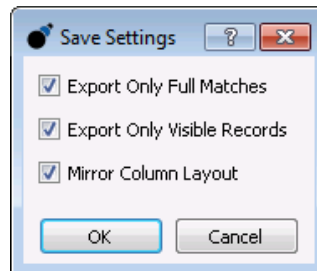 Save Settings
Export Only Full Matches
Export Only Visible Records
Mirror Column Layout
OK
Cancel